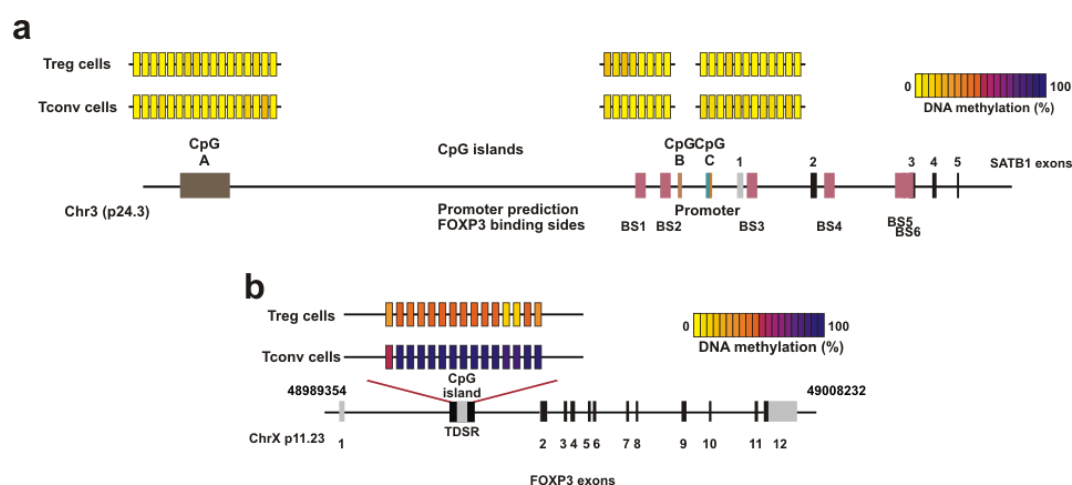 a
Treg cells
Tconv cells
0 100
DNA methylation (%)
CpG A
CpG islands
CpG B
CpG C
1 2 3 4 5 SATB1 exons
Chr3 (p24.3)
Promoter prediction
FOXP3 binding sides
Promoter
BS1 BS2 BS3 BS4 BS5
BS6
b
Treg cells
Tconv cells
0 100
DNA methylation (%)
CpG
island
48989354
49008232
TDSR
ChrX p11.23
1 2 3 4 5 6 7 8 9 10 11 12
FOXP3 exons